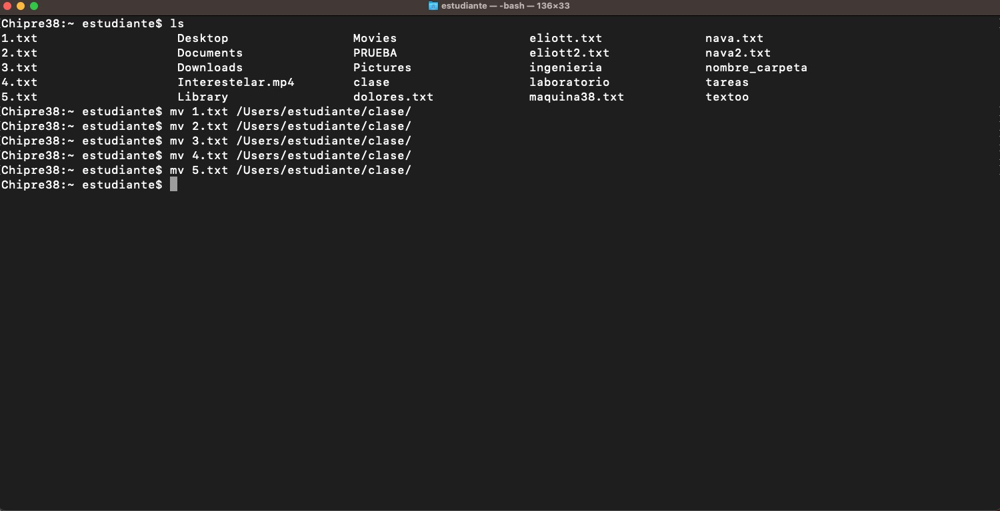 estudiante — -bash — 136×33
Chipre38:~ estudiante$ ls
1.txt Desktop Movies eliott.txt nava.txt
2.txt Documents PRUEBA eliott2.txt nava2.txt
3.txt Downloads Pictures ingenieria nombre_carpeta
4.txt Interestelar.mp4 clase laboratorio tareas
5.txt Library dolores.txt maquina38.txt textoo
Chipre38:~ estudiante$ mv 1.txt /Users/estudiante/clase/
Chipre38:~ estudiante$ mv 2.txt /Users/estudiante/clase/
Chipre38:~ estudiante$ mv 3.txt /Users/estudiante/clase/
Chipre38:~ estudiante$ mv 4.txt /Users/estudiante/clase/
Chipre38:~ estudiante$ mv 5.txt /Users/estudiante/clase/
Chipre38:~ estudiante$